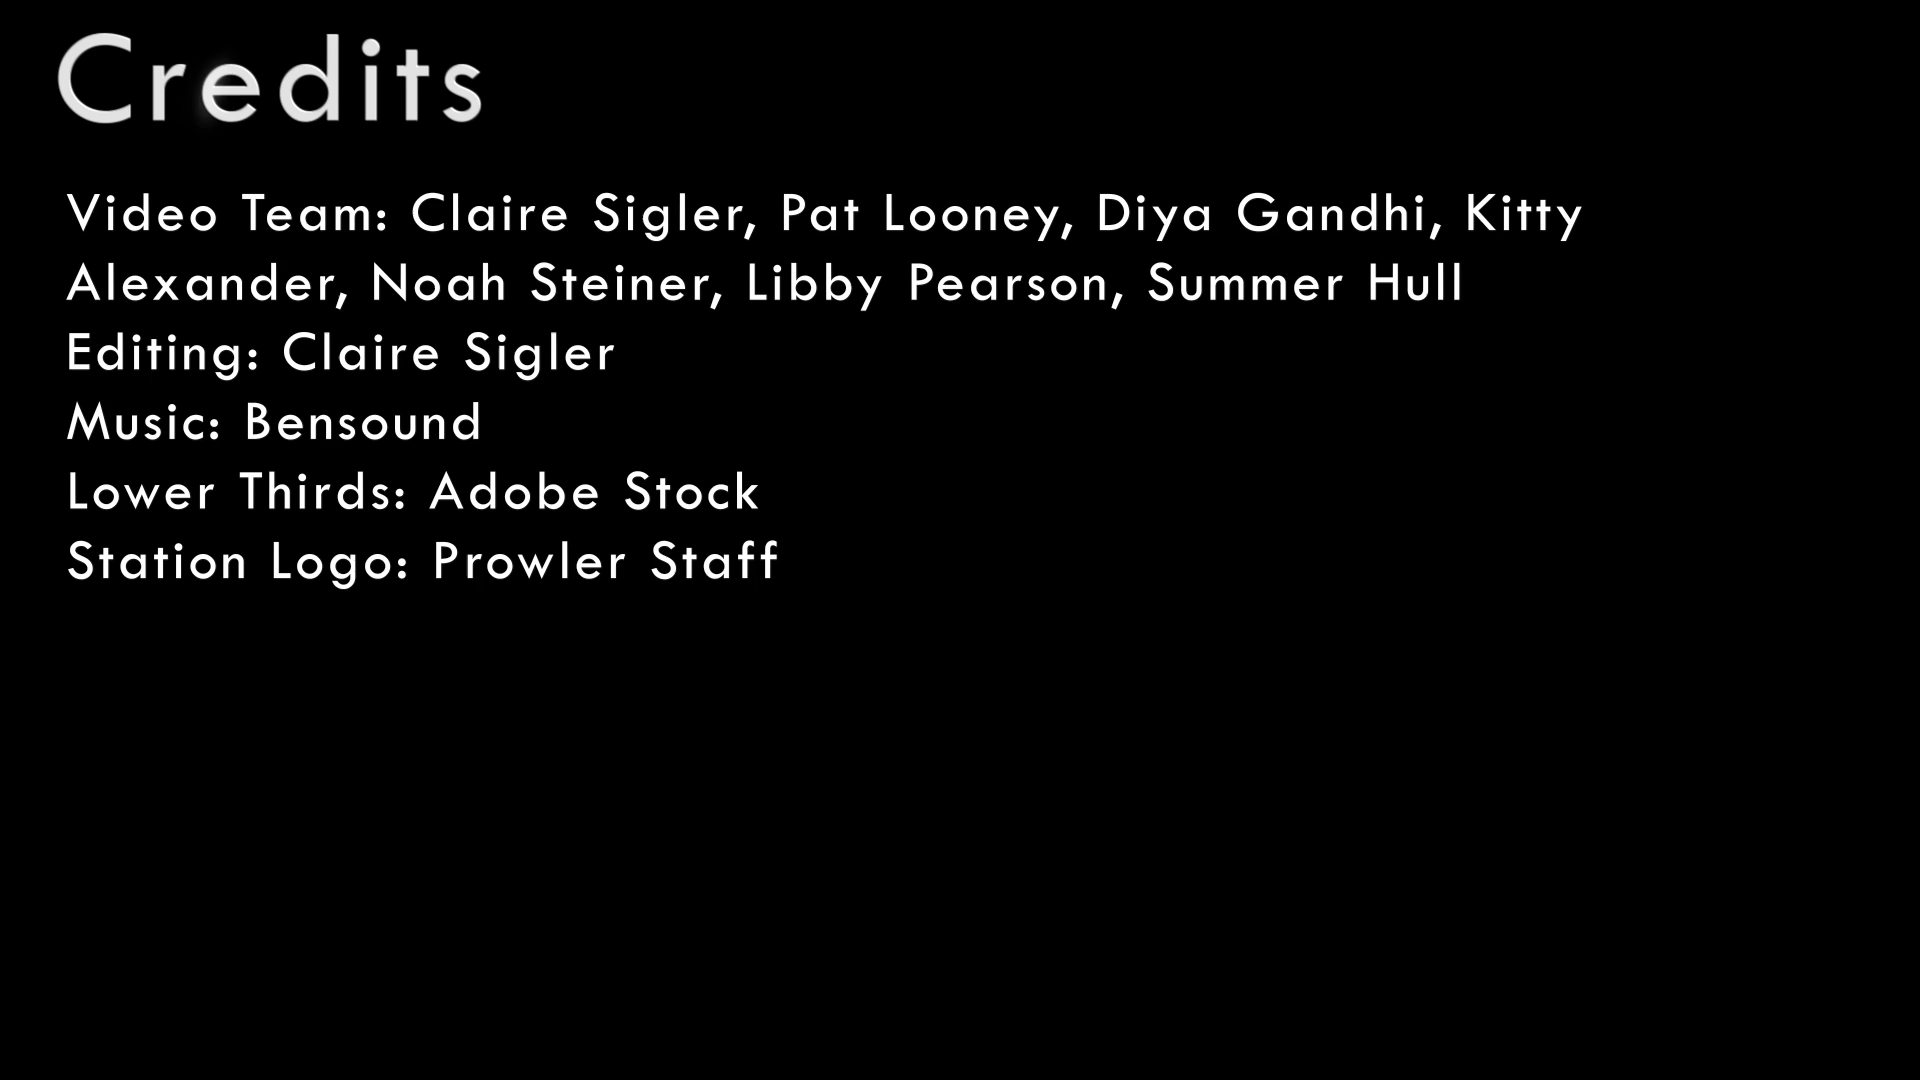 Credits
Video Team: Claire Sigler, Pat Looney, Diya Gandhi, Kitty
Alexander, Noah Steiner, Libby Pearson, Summer Hull
Editing: Claire Sigler
Music: Bensound
Lower Thirds: Adobe Stock
Station Logo: Prowler Staff